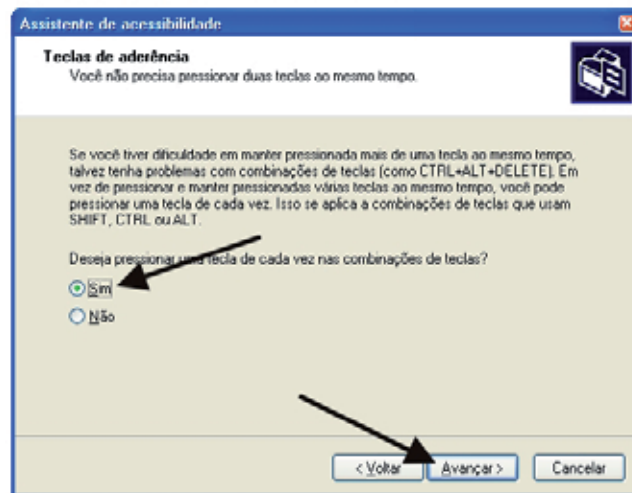 Assistente de acessibilidade
Teclas de aderência
Você não precisa pressionar duas teclas ao mesmo tempo.
Se você tiver dificuldade em manter pressionada mais de uma tecla ao mesmo tempo,
talvez tenha problemas com combinações de teclas (como CTRL+ALT+DELETE). Em
vez de pressionar e manter pressionadas várias teclas ao mesmo tempo, você pode
pressionar uma tecla de cada vez. Isso se aplica a combinações de teclas que usam
SHIFT, CTRL ou ALT.
Deseja pressionar uma tecla de cada vez nas combinações de teclas?
Sim
Não
< Voltar Avançar > Cancelar